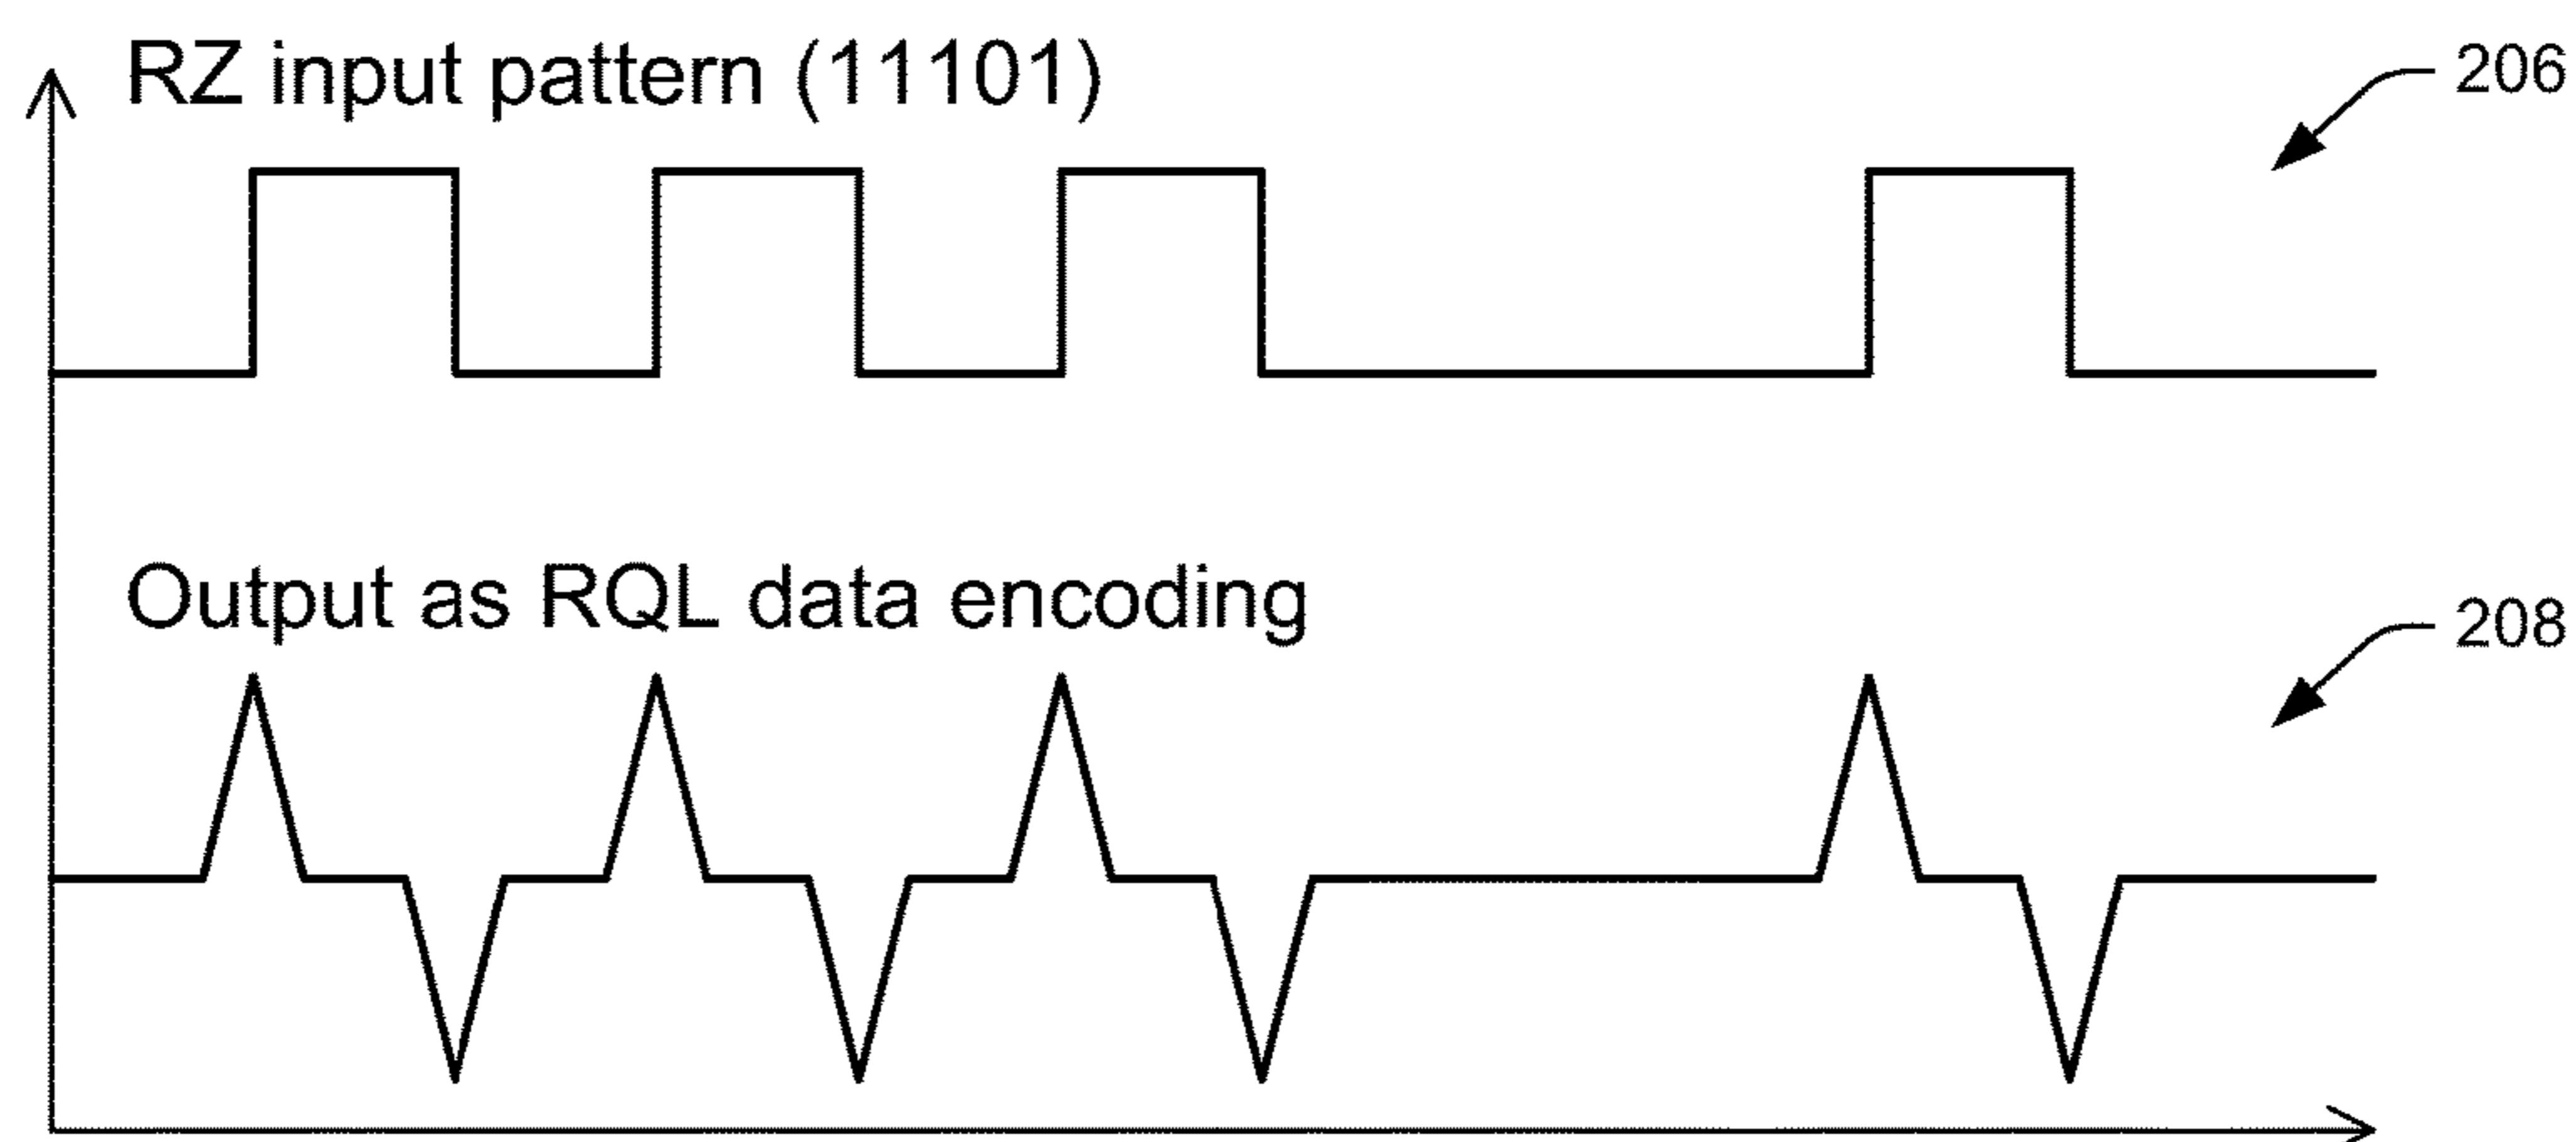 RZ input pattern (11101)
206
Output as RQL data encoding
208